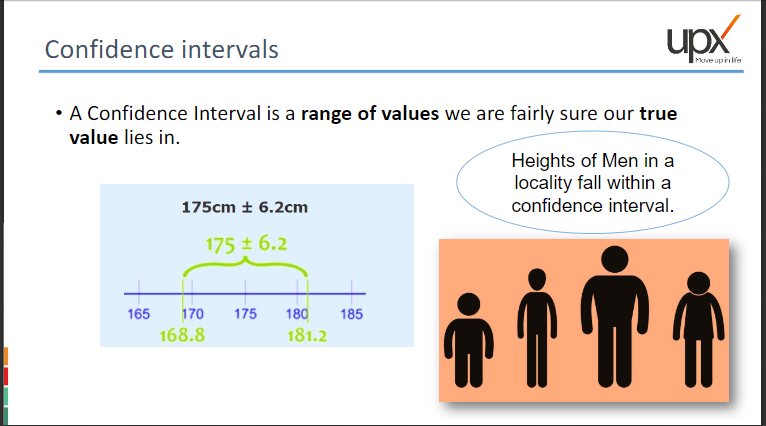 Confidence intervals
upx
Move up in life
• A Confidence Interval is a range of values we are fairly sure our true
value lies in.
Heights of Men in a
locality fall within a
confidence interval.
175cm ± 6.2cm
175 ± 6.2
165 170 175 180 185
168.8 181.2